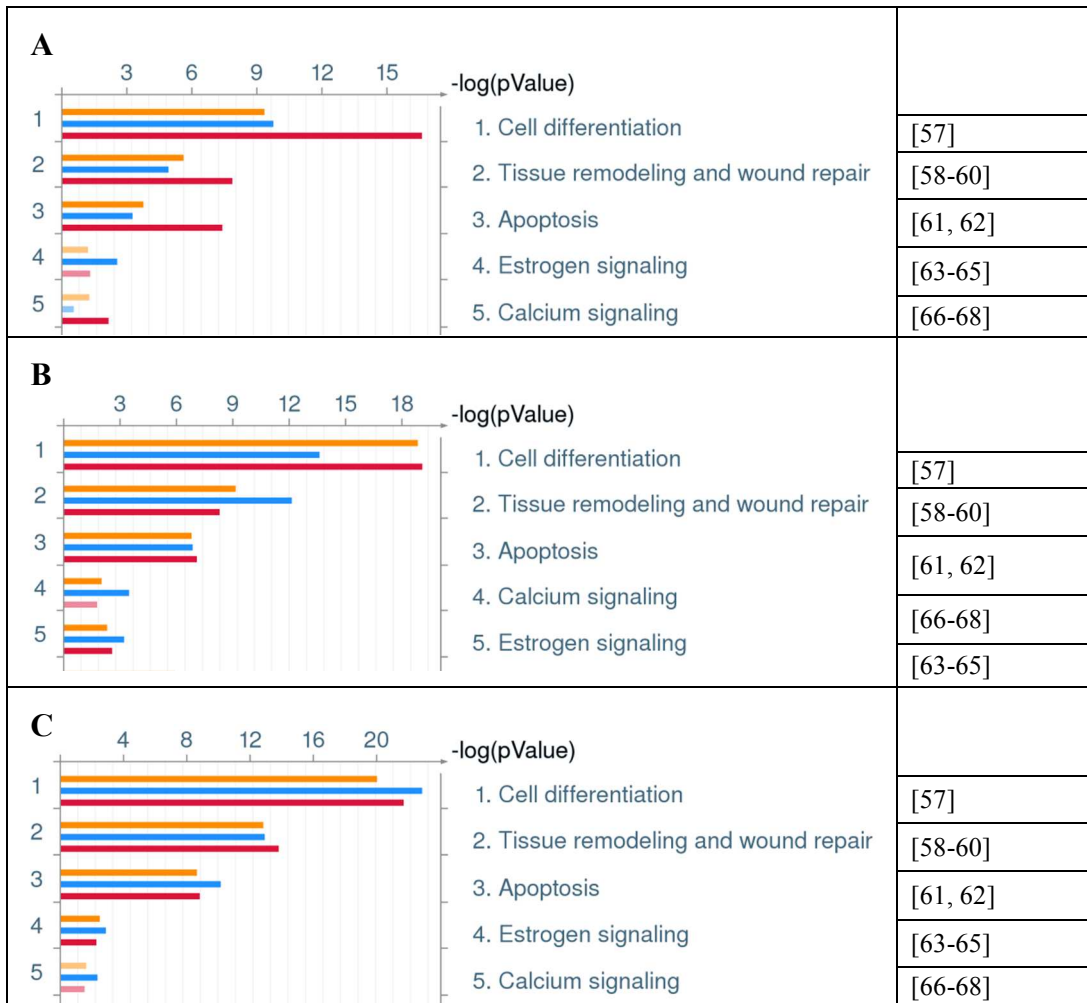 A
3 6 9 12 15
-log(pValue)
1 1. Cell differentiation [57]
2 2. Tissue remodeling and wound repair [58-60]
3 3. Apoptosis [61, 62]
4 4. Estrogen signaling [63-65]
5 5. Calcium signaling [66-68]
B
3 6 9 12 15 18
-log(pValue)
1 1. Cell differentiation [57]
2 2. Tissue remodeling and wound repair [58-60]
3 3. Apoptosis [61, 62]
4 4. Calcium signaling [66-68]
5 5. Estrogen signaling [63-65]
C
4 8 12 16 20
-log(pValue)
1 1. Cell differentiation [57]
2 2. Tissue remodeling and wound repair [58-60]
3 3. Apoptosis [61, 62]
4 4. Estrogen signaling [63-65]
5 5. Calcium signaling [66-68]